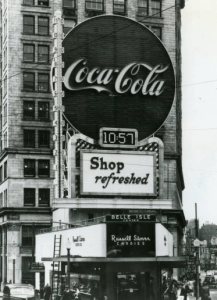 Coca-Cola
10:57
Shop
refreshed
BELLE ISLE
Russell Stover
CANDIES